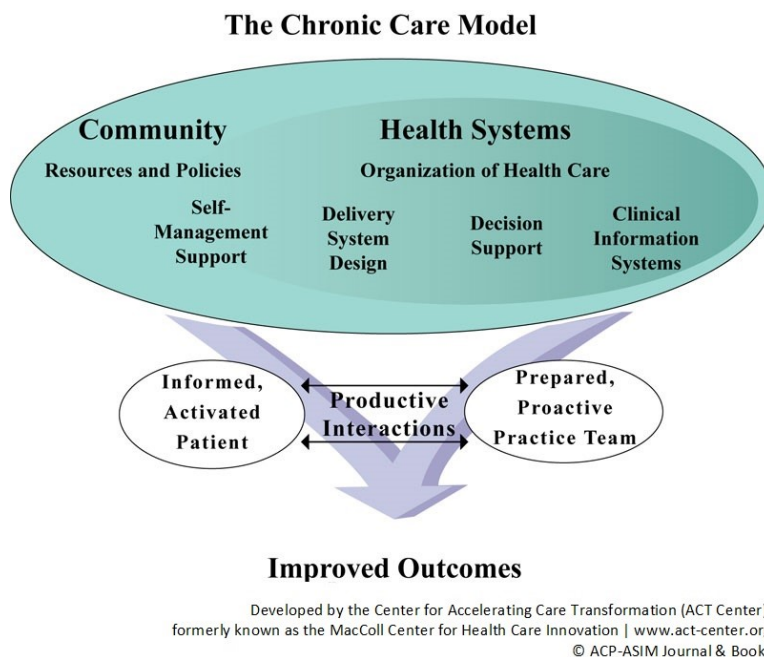 The Chronic Care Model
Community
Health Systems
Resources and Policies
Organization of Health Care
Self-
Management
Support
Delivery
System
Design
Decision
Support
Clinical
Information
Systems
Informed,
Activated
Patient
Productive
Interactions
Prepared,
Proactive
Practice Team
Improved Outcomes
Developed by the Center for Accelerating Care Transformation (ACT Center)
formerly known as the MacColl Center for Health Care Innovation | www.act-center.or
© ACP-ASIM Journal & Book